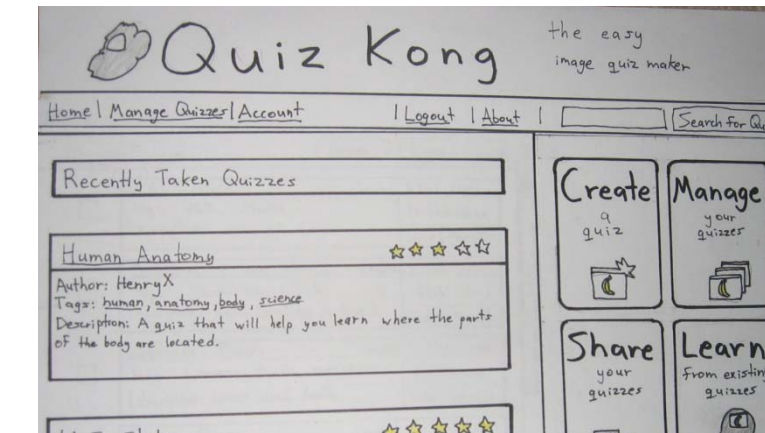 Quiz Kong
the easy
image quiz maker
Home | Manage Quizzes | Account | Logout | About |
Search for
Recently Taken Quizzes
Human Anatomy
Author: HenryX
Tags: human, anatomy, body, science
Description: A quiz that will help you learn where the parts
of the body are located.
Create
a
quiz
Manage
your
quizzes
Share
your
quizzes
Learn
from
quizzes